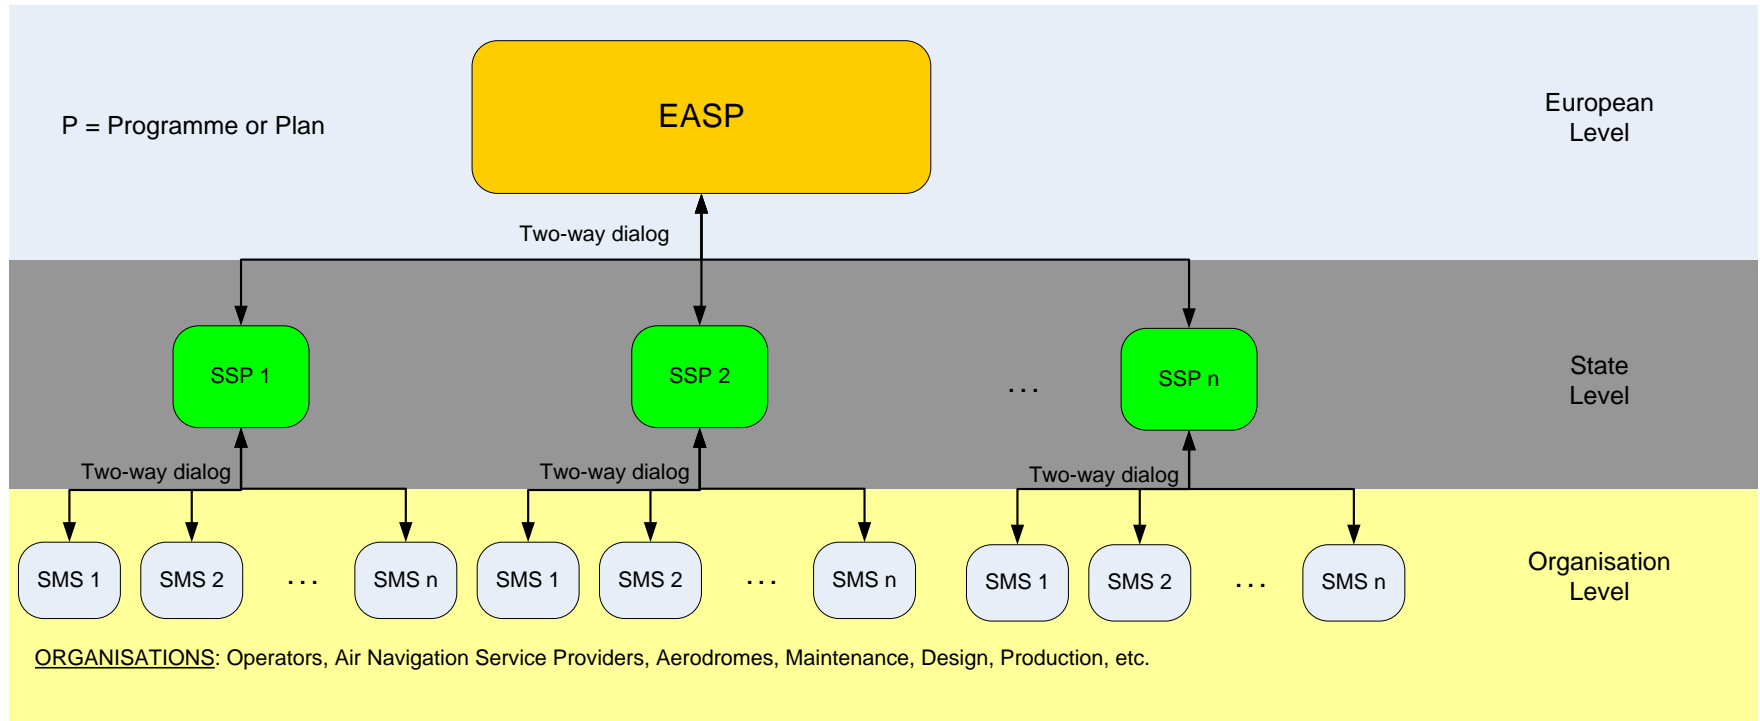 EASP
P = Programme or Plan
European
Level
Two-way dialog
SSP 1
SSP 2
...
SSP n
State
Level
Two-way dialog
Two-way dialog
Two-way dialog
SMS 1
SMS 2
...
SMS n
SMS 1
SMS 2
...
SMS n
SMS 1
SMS 2
...
SMS n
Organisation
Level
ORGANISATIONS: Operators, Air Navigation Service Providers, Aerodromes, Maintenance, Design, Production, etc.